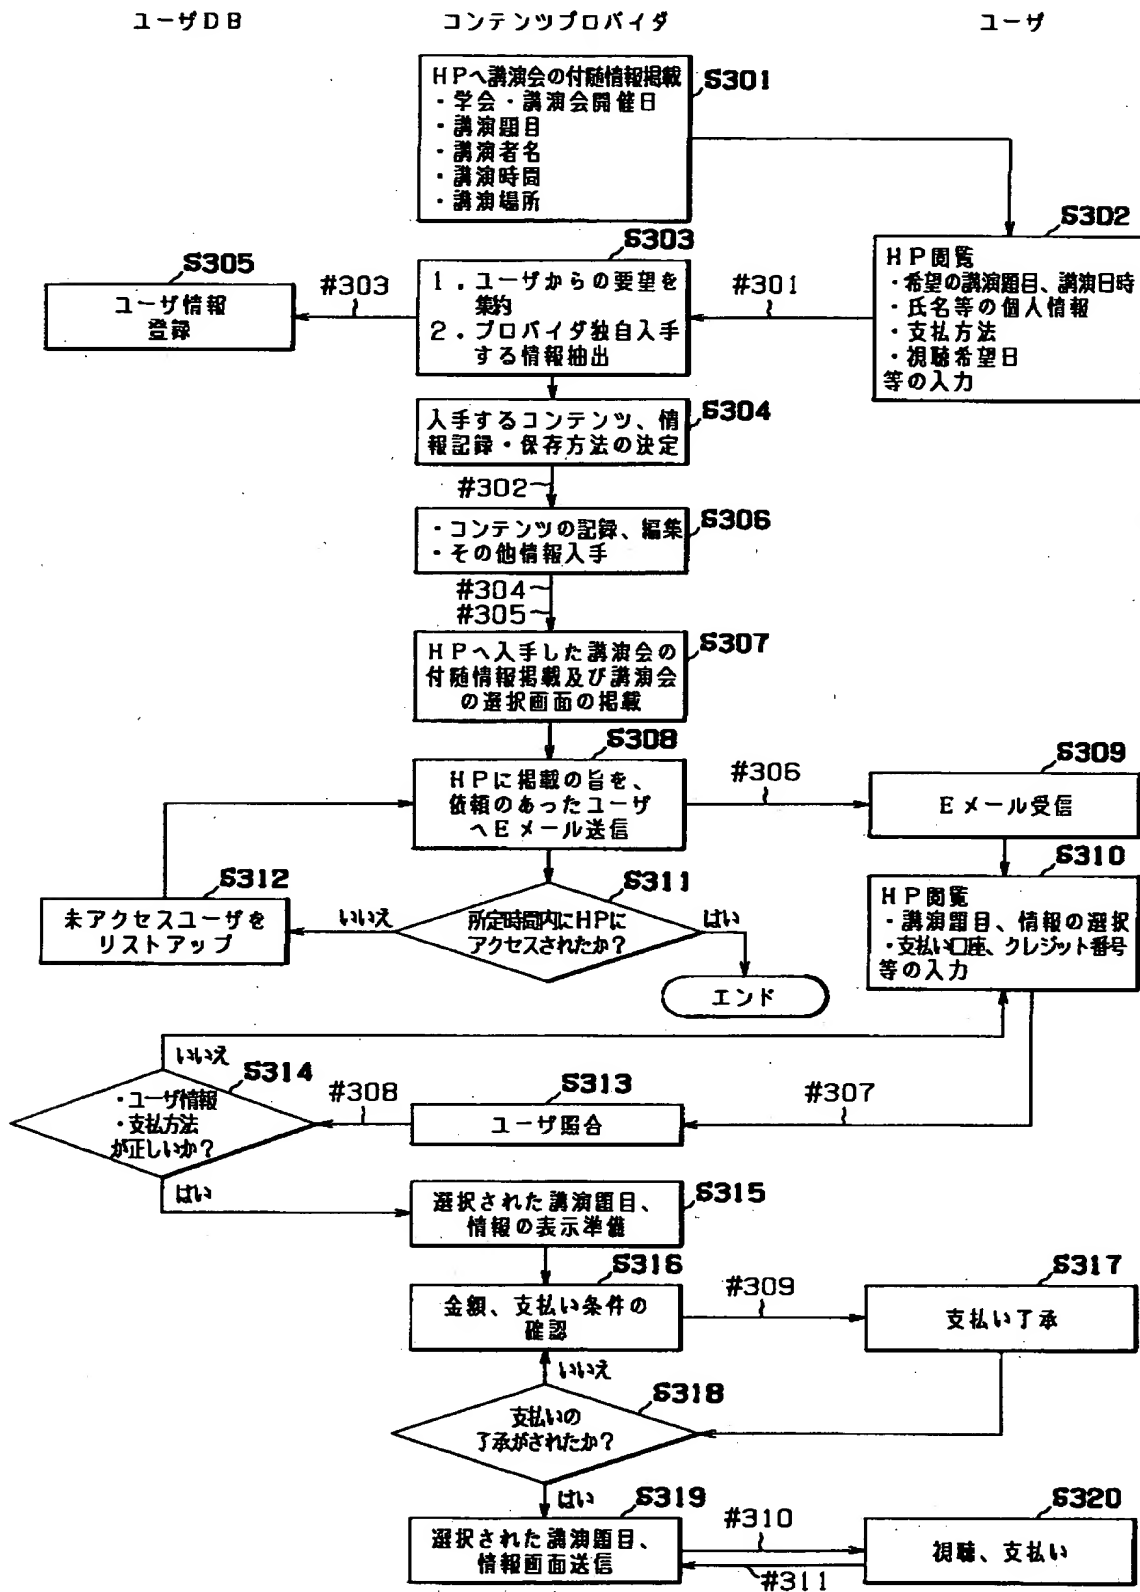 ユーザDB
コンテンツプロバイダ
ユーザ
S301
HPへ講演会の付随情報掲載
・学会・講演会開催日
・講演題目
・講演者名
・講演時間
・講演場所
S302
HP閲覧
・希望の講演題目、講演日時
・氏名等の個人情報
・支払方法
・視聴希望日
等の入力
#301
S303
1.ユーザからの要望を
集約
2.プロバイダ独自入手
する情報抽出
#303
S305
ユーザ情報
登録
S304
入手するコンテンツ、情
報記録・保存方法の決定
#302
S306
・コンテンツの記録、編集
・その他情報入手
#304
#305
S307
HPへ入手した講演会の
付随情報掲載及び講演会
の選択画面の掲載
S308
HPに掲載の旨を、
依頼のあったユーザ
へEメール送信
#306
S309
Eメール受信
S310
HP閲覧
・講演題目、情報の選択
・支払い口座、クレジット番号
等の入力
S311
所定時間内にHPに
アクセスされたか?
いいえ
はい
S312
未アクセスユーザを
リストアップ
エンド
いいえ
S314
・ユーザ情報
・支払方法
が正しいか?
はい
#308
S313
ユーザ照合
#307
S315
選択された講演題目、
情報の表示準備
S316
金額、支払い条件の
確認
#309
S317
支払い了承
いいえ
S318
支払いの
了承がされたか?
はい
S319
選択された講演題目、
情報画面送信
#310
#311
S320
視聴、支払い